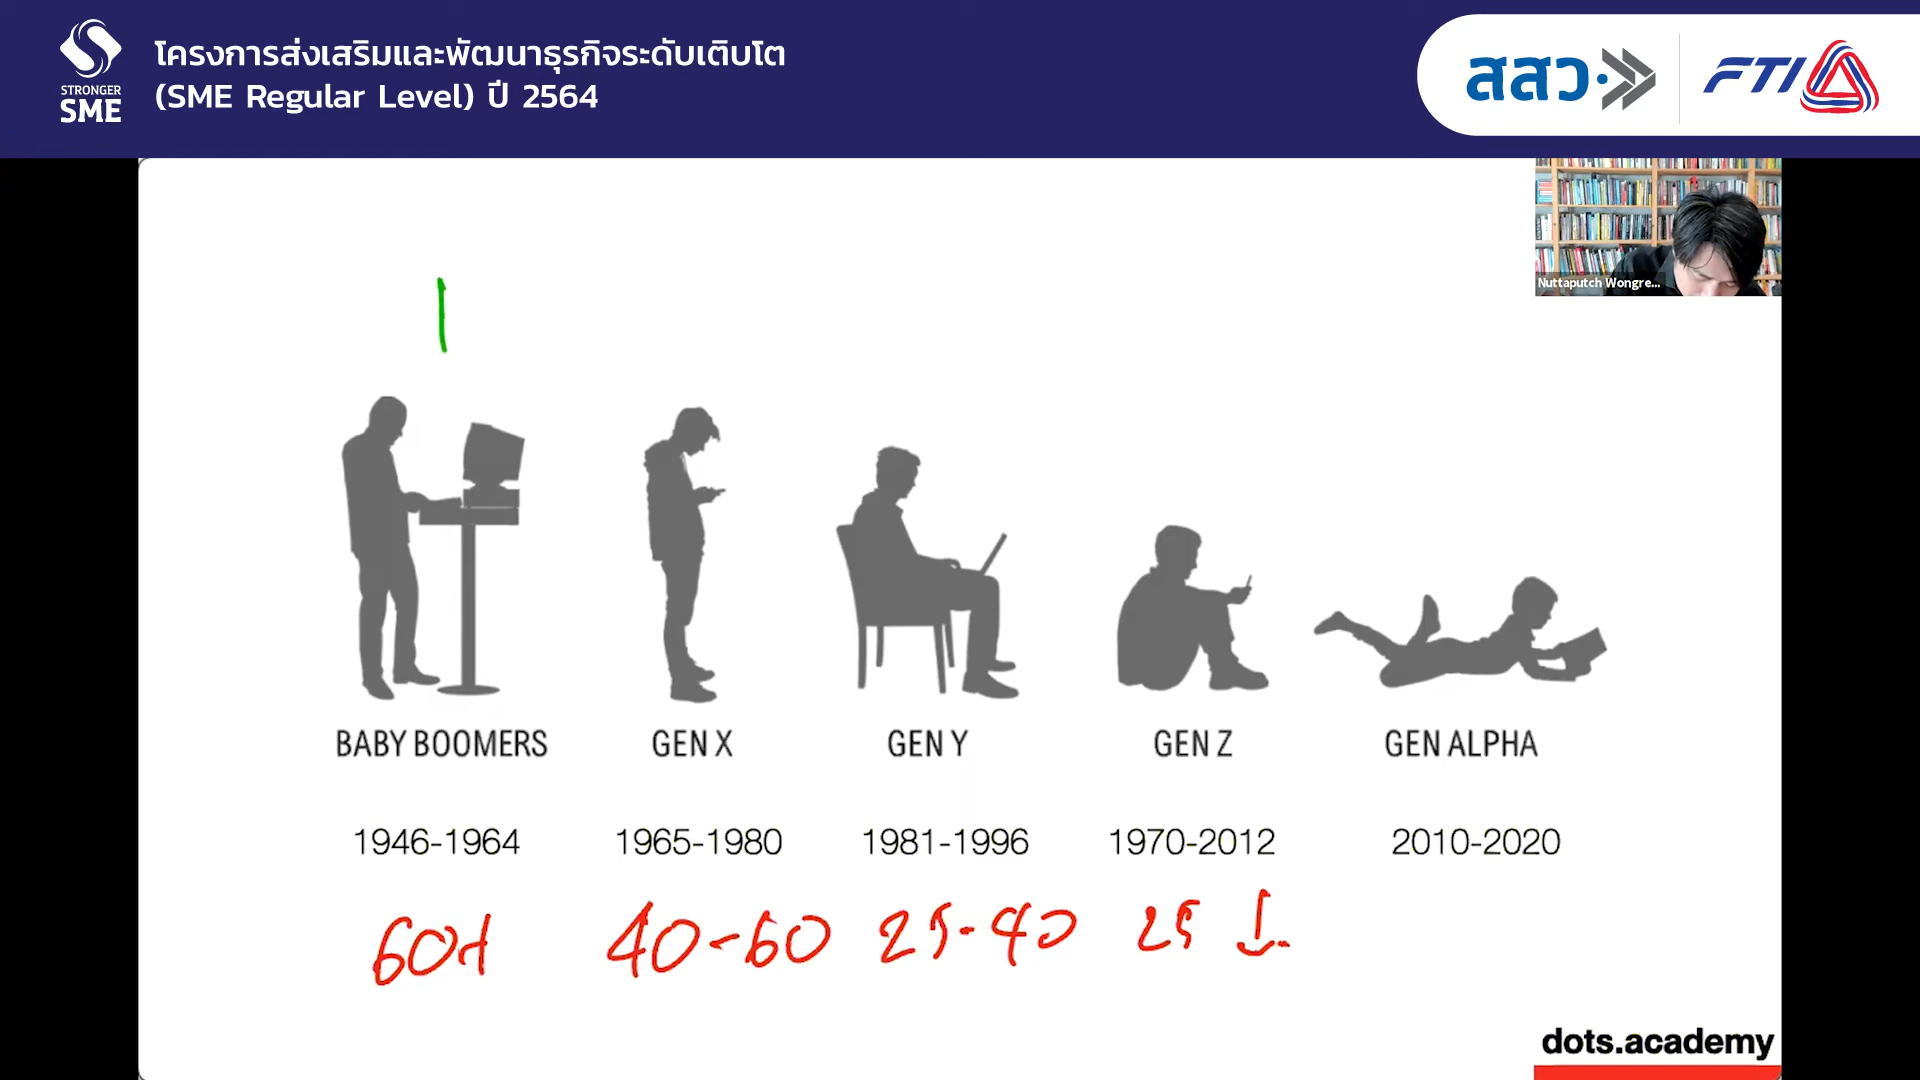 STRONGER
SME
โครงการส่งเสริมและพัฒนาธุรกิจระดับเติบโต
(SME Regular Level) ปี 2564
สสว
FTI
Nuttaputch Wongre...
BABY BOOMERS GEN X GEN Y GEN Z GEN ALPHA
1946-1964 1965-1980 1981-1996 1970-2012 2010-2020
60+ 40-60 25-40 25 ↓
dots.academy